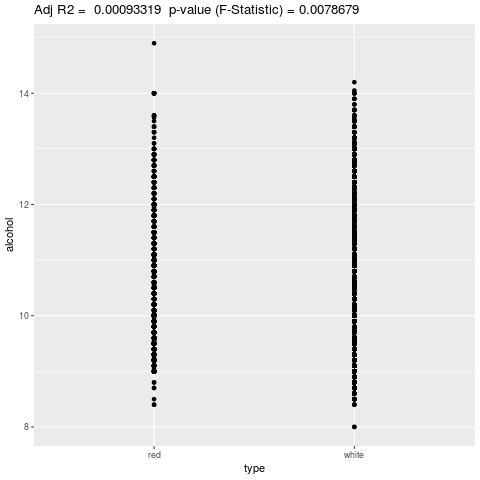 Adj R2 =  0.00093319  p-value (F-Statistic) = 0.0078679
14
12
10
8
alcohol
red
white
type